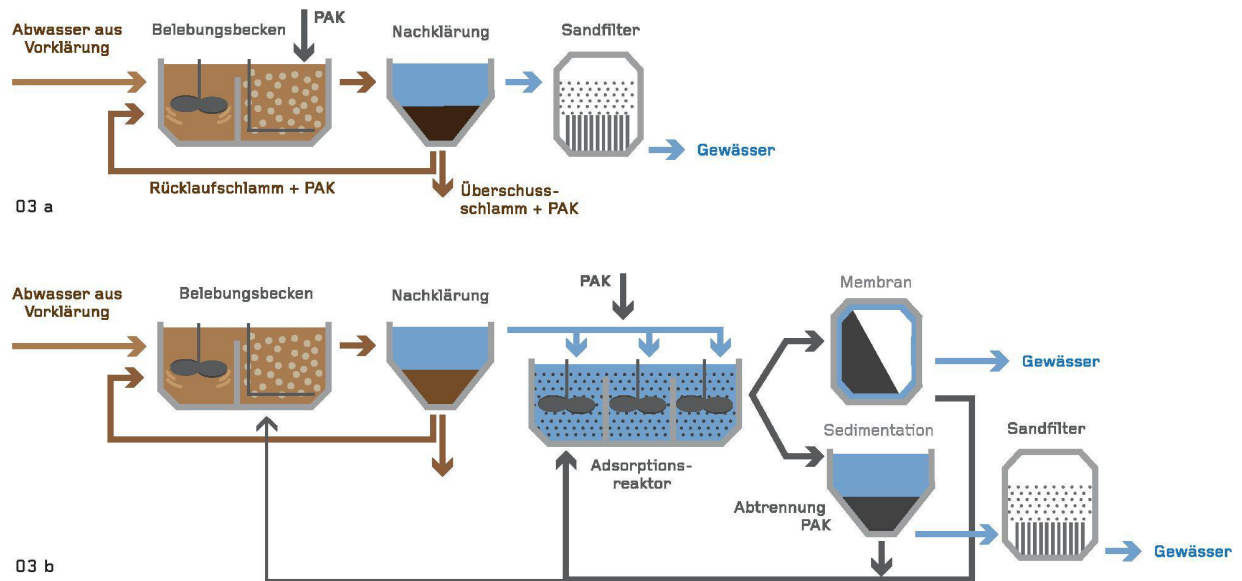 PAK
Abwasser aus
Vorklärung
Belebungsbecken
Nachklärung
Sandfilter
Gewässer
Rücklaufschlamm + PAK
Überschuss-
schlamm + PAK
03 a
PAK
Abwasser aus
Vorklärung
Belebungsbecken
Nachklärung
Membran
Gewässer
Sedimentation
Sandfilter
Adsorptions-
reaktor
Abtrennung
PAK
Gewässer
03 b